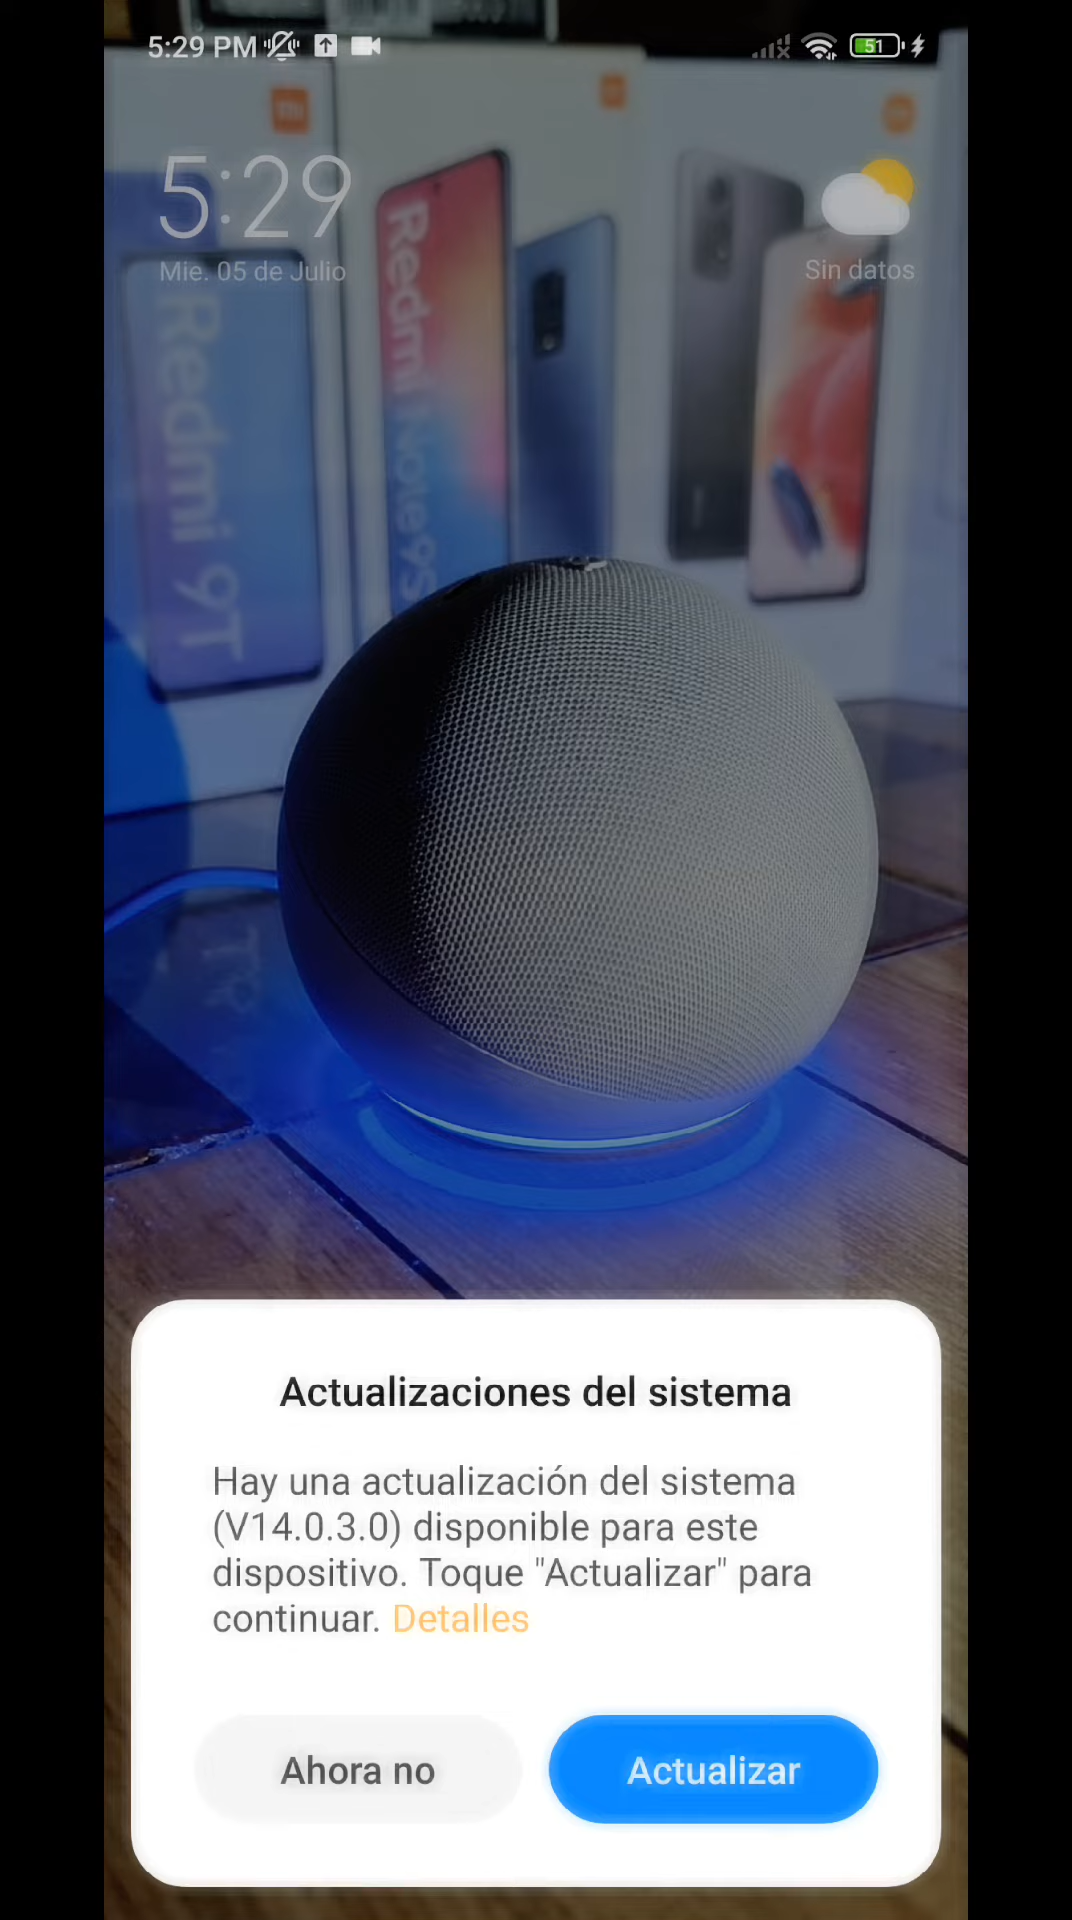 5:29 PM
51
mi
5:29
Mie. 05 de Julio
Sin datos
Redmi 9T
Redmi Note 9S
Actualizaciones del sistema
Hay una actualización del sistema
(V14.0.3.0) disponible para este
dispositivo. Toque "Actualizar" para
continuar. Detalles
Ahora no
Actualizar